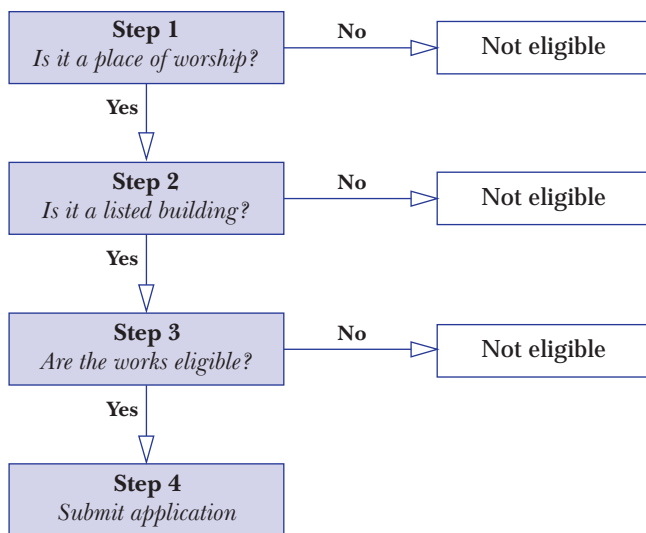 Step 1
Is it a place of worship?
No
Not eligible
Yes
Step 2
Is it a listed building?
No
Not eligible
Yes
Step 3
Are the works eligible?
No
Not eligible
Yes
Step 4
Submit application